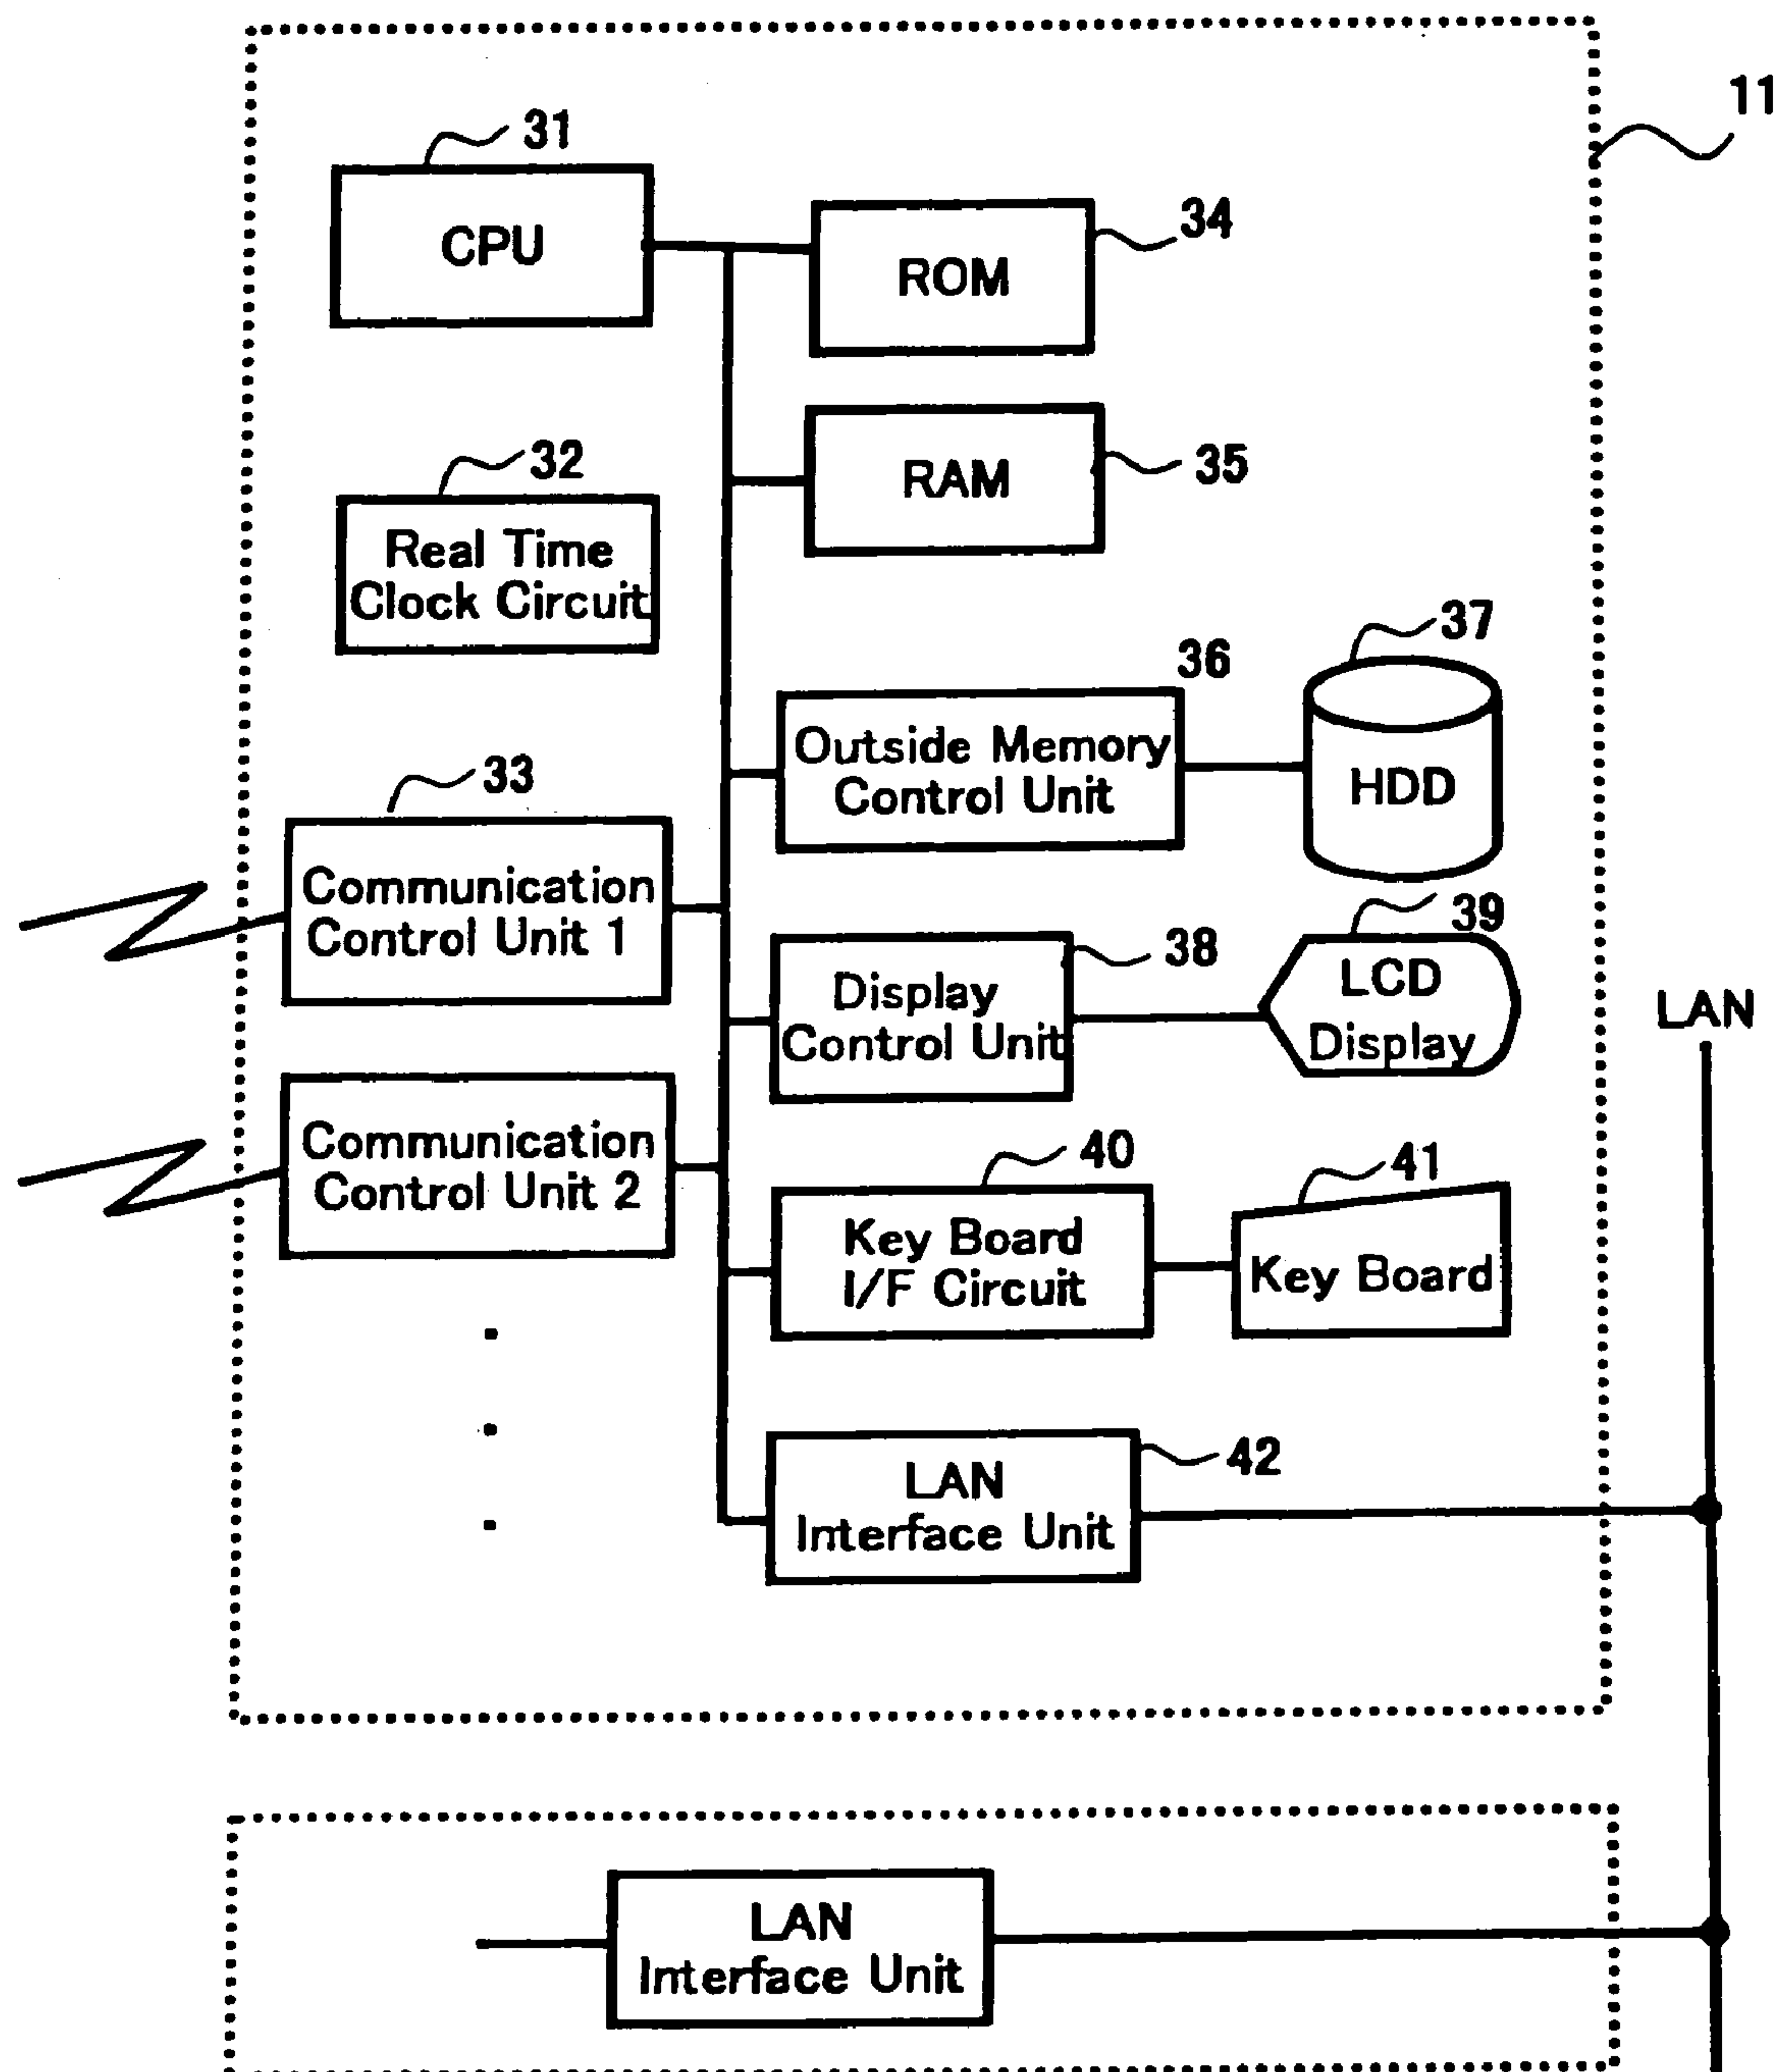 11
31
CPU
34
ROM
35
RAM
32
Real Time
Clock Circuit
36
Outside Memory
Control Unit
37
HDD
33
Communication
Control Unit 1
38
Display
Control Unit
39
LCD
Display
LAN
Communication
Control Unit 2
40
Key Board
I/F Circuit
41
Key Board
42
LAN
Interface Unit
LAN
Interface Unit